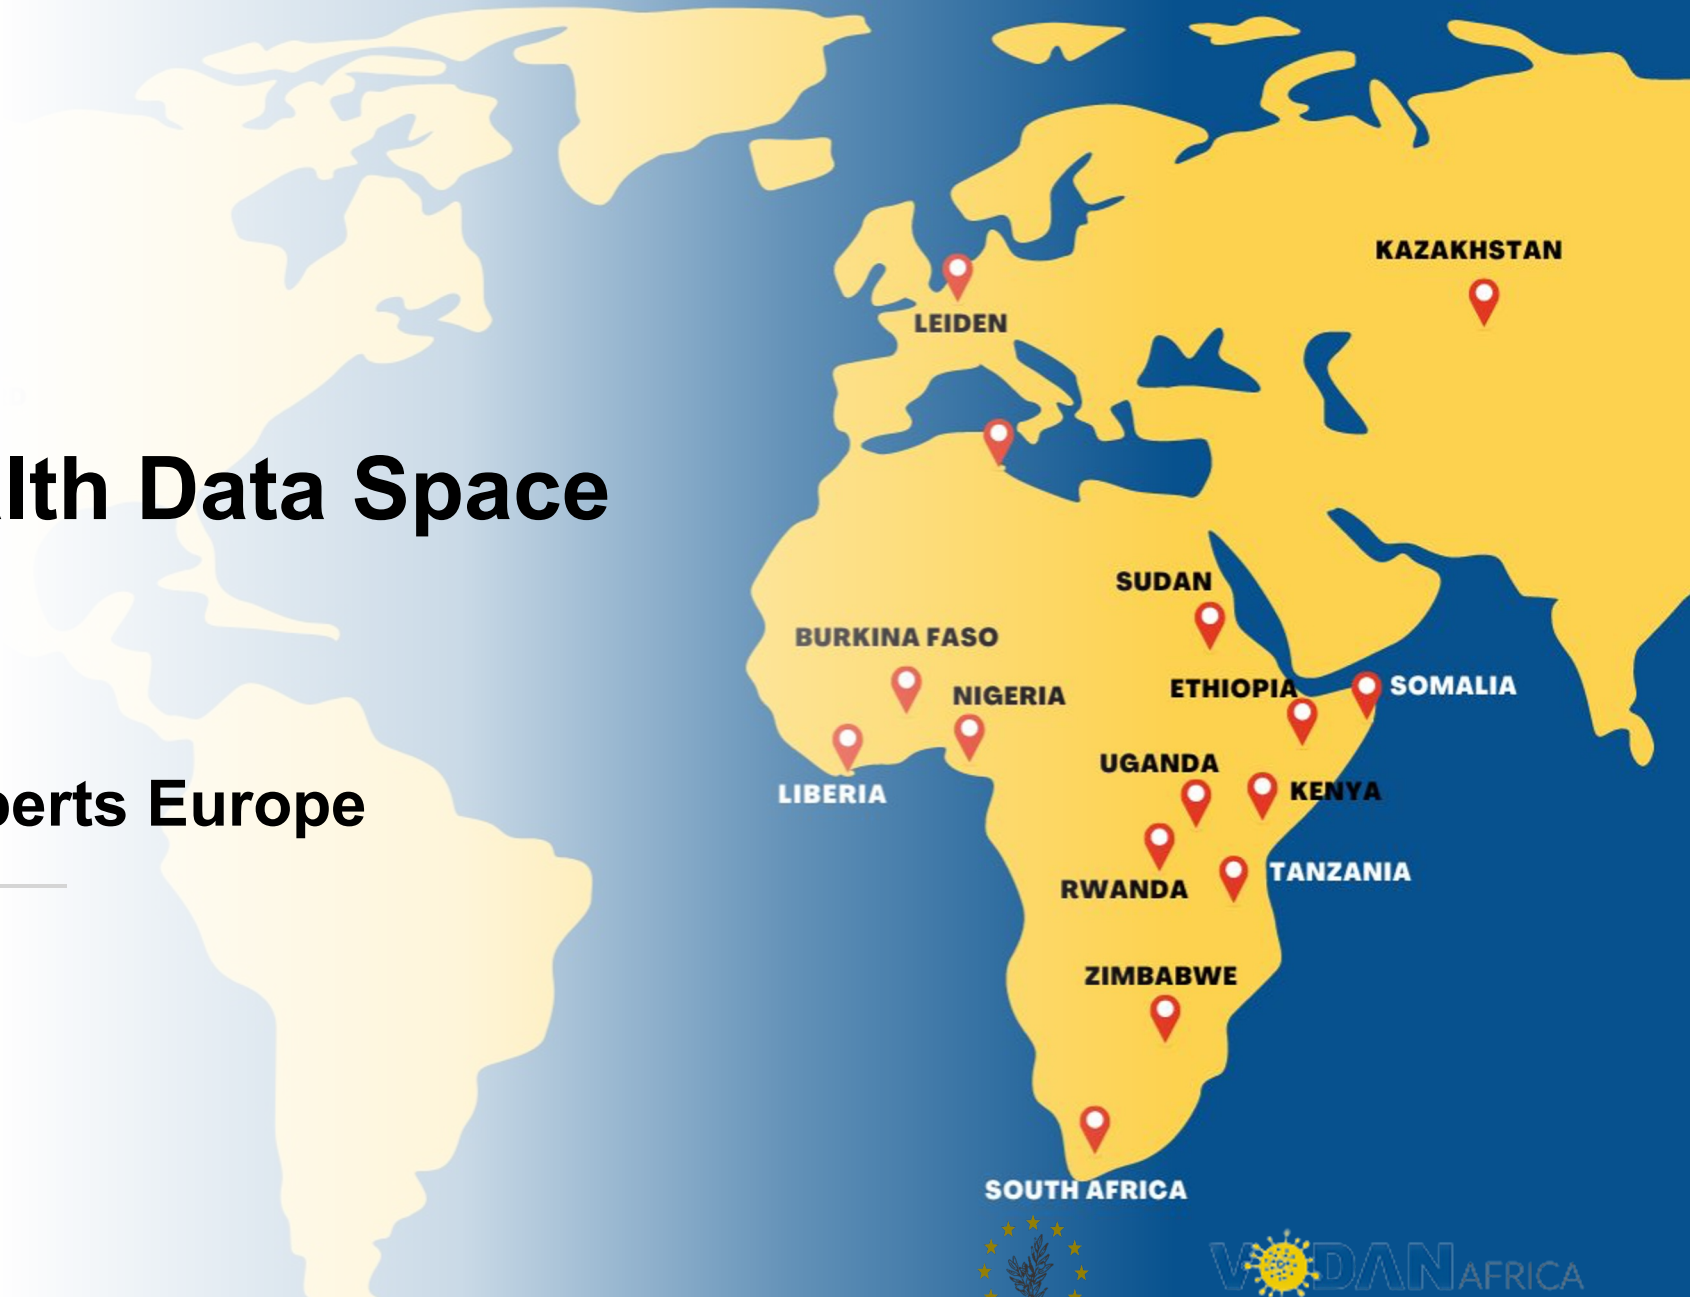 KAZAKHSTAN
LEIDEN
lth Data Space
SUDAN
BURKINA FASO
ETHIOPIA
SOMALIA
NIGERIA
UGANDA
KENYA
LIBERIA
perts Europe
TANZANIA
RWANDA
ZIMBABWE
SOUTH AFRICA
VODAN AFRICA